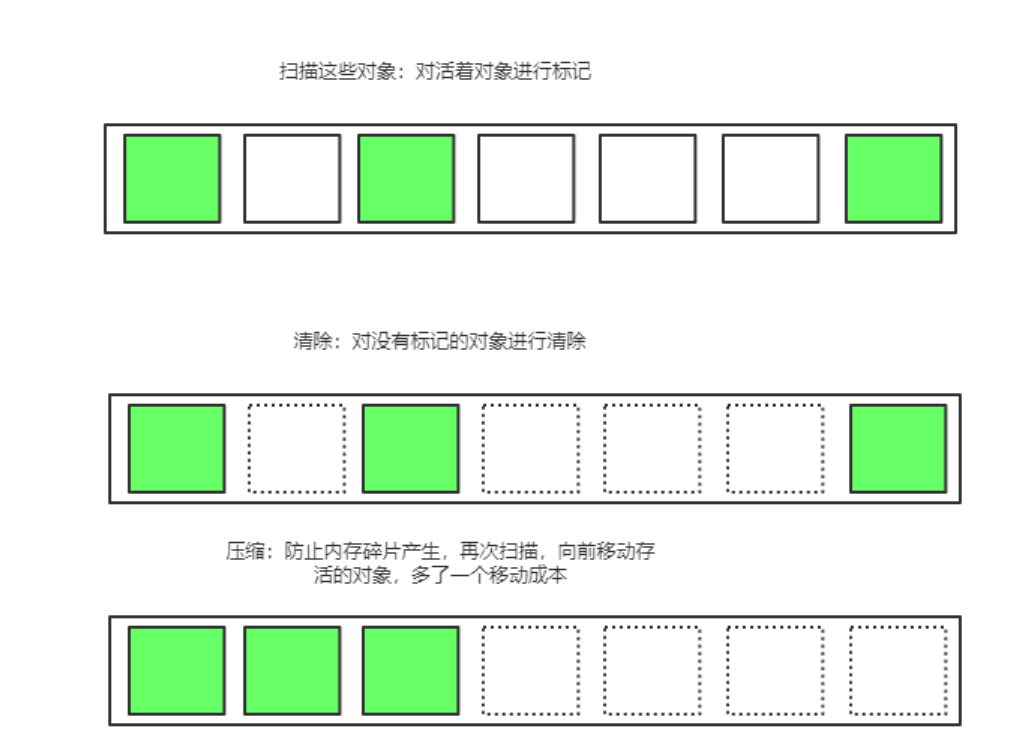 扫描这些对象：对活着对象进行标记
清除：对没有标记的对象进行清除
压缩：防止内存碎片产生，再次扫描，向前移动存
活的对象，多了一个移动成本